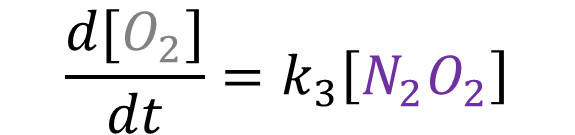 d[O₂]/dt = k₃[N₂O₂]